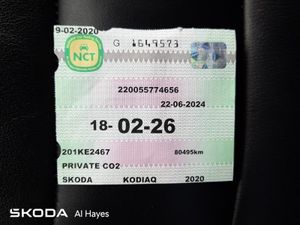 9-02-2020
G 1649573
NCT
220055774656
22-06-2024
18- 02-26
201KE2467 80495km
PRIVATE CO2
SKODA KODIAQ 2020
ŠKODA Al Hayes